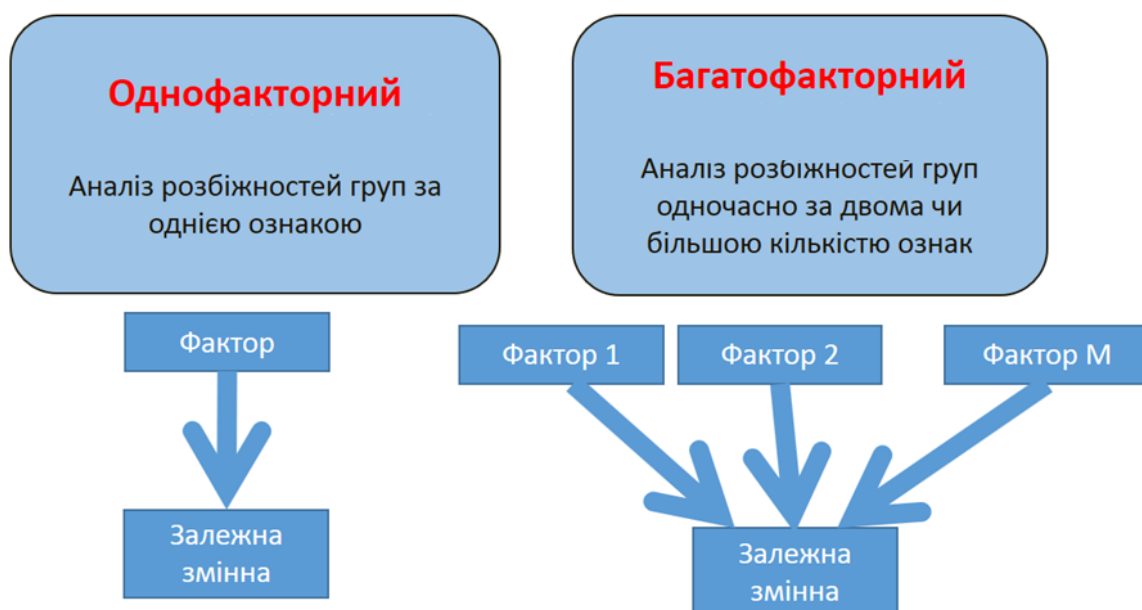 Однофакторний
Аналіз розбіжностей груп за
однією ознакою
Багатофакторний
Аналіз розбіжностей груп
одночасно за двома чи
більшою кількістю ознак
Фактор
Залежна
змінна
Фактор 1
Фактор 2
Фактор М
Залежна
змінна